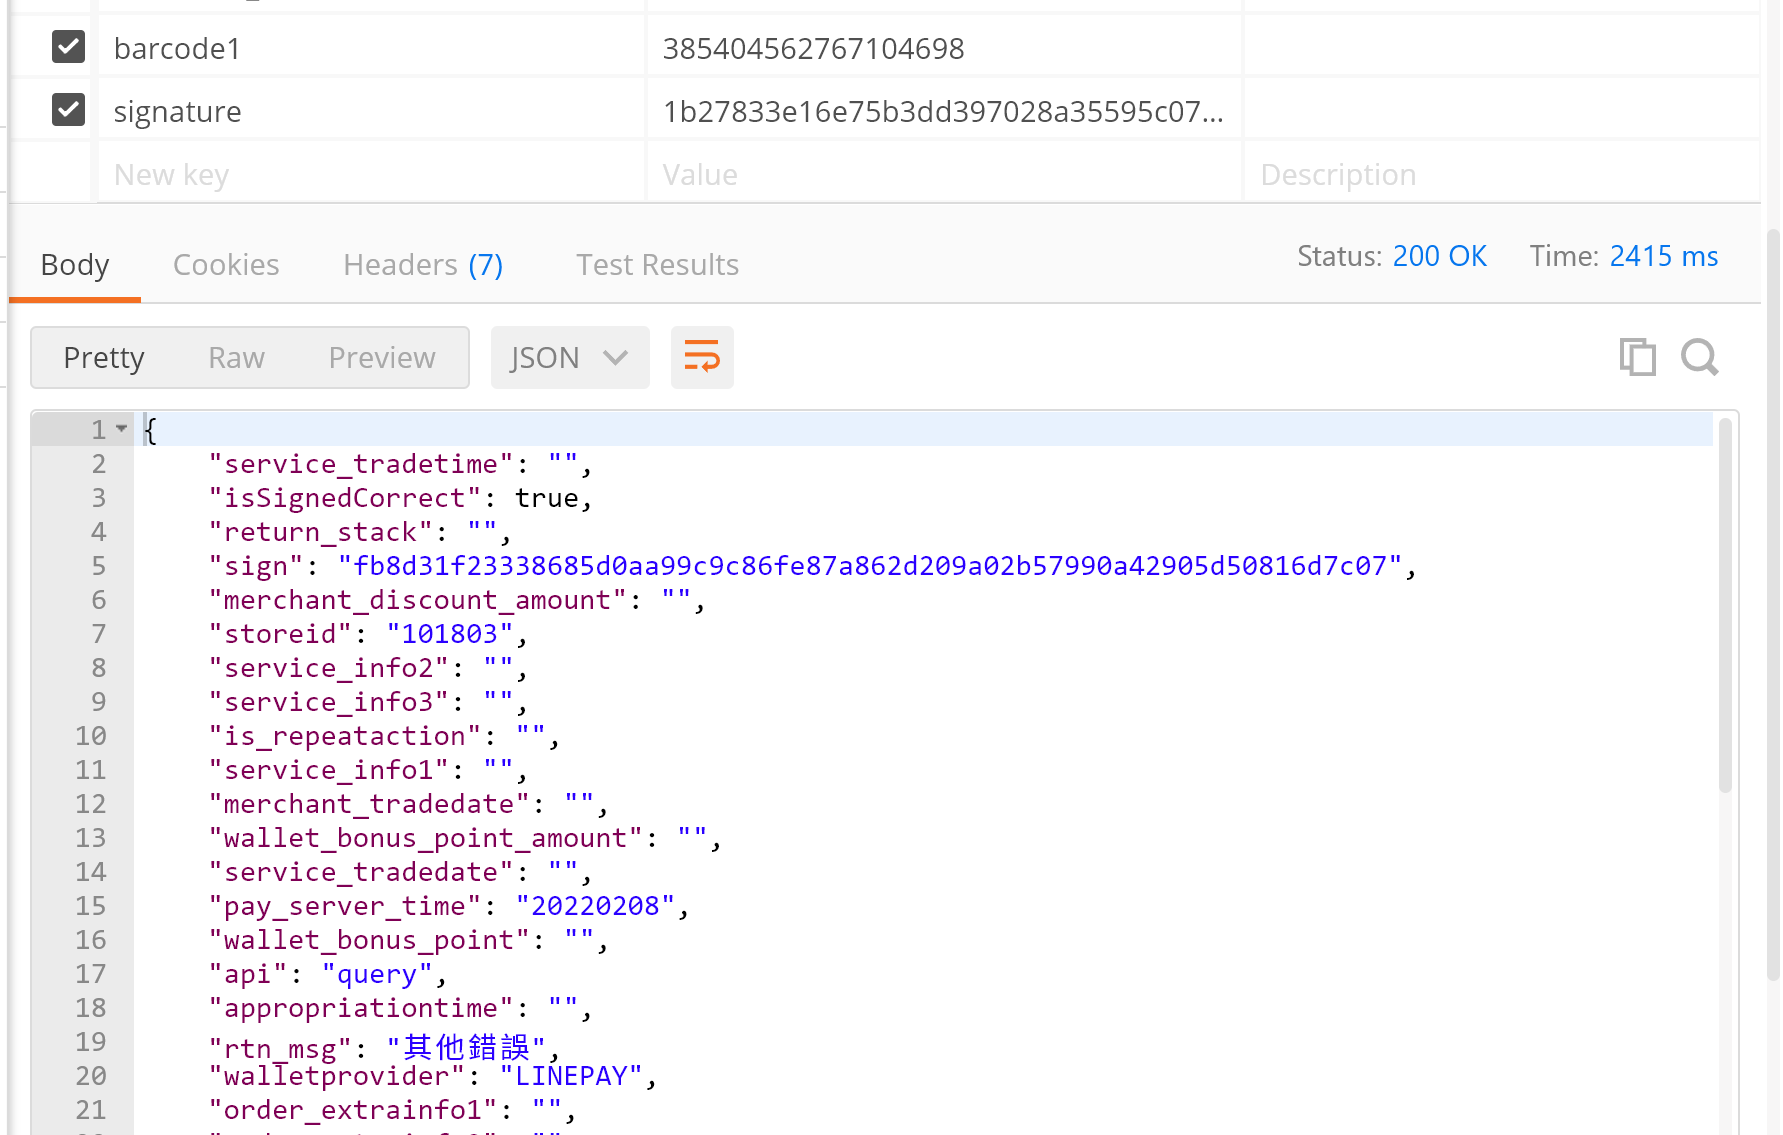 barcode1 385404562767104698
signature 1b27833e16e75b3dd397028a35595c07...
New key Value Description
Body Cookies Headers (7) Test Results Status: 200 OK Time: 2415 ms
Pretty Raw Preview JSON
1 {
2 "service_tradetime": "",
3 "isSignedCorrect": true,
4 "return_stack": "",
5 "sign": "fb8d31f23338685d0aa99c9c86fe87a862d209a02b57990a42905d50816d7c07",
6 "merchant_discount_amount": "",
7 "storeid": "101803",
8 "service_info2": "",
9 "service_info3": "",
10 "is_repeataction": "",
11 "service_info1": "",
12 "merchant_tradedate": "",
13 "wallet_bonus_point_amount": "",
14 "service_tradedate": "",
15 "pay_server_time": "20220208",
16 "wallet_bonus_point": "",
17 "api": "query",
18 "appropriationtime": "",
19 "rtn_msg": "其他錯誤",
20 "walletprovider": "LINEPAY",
21 "order_extrainfo1": "",